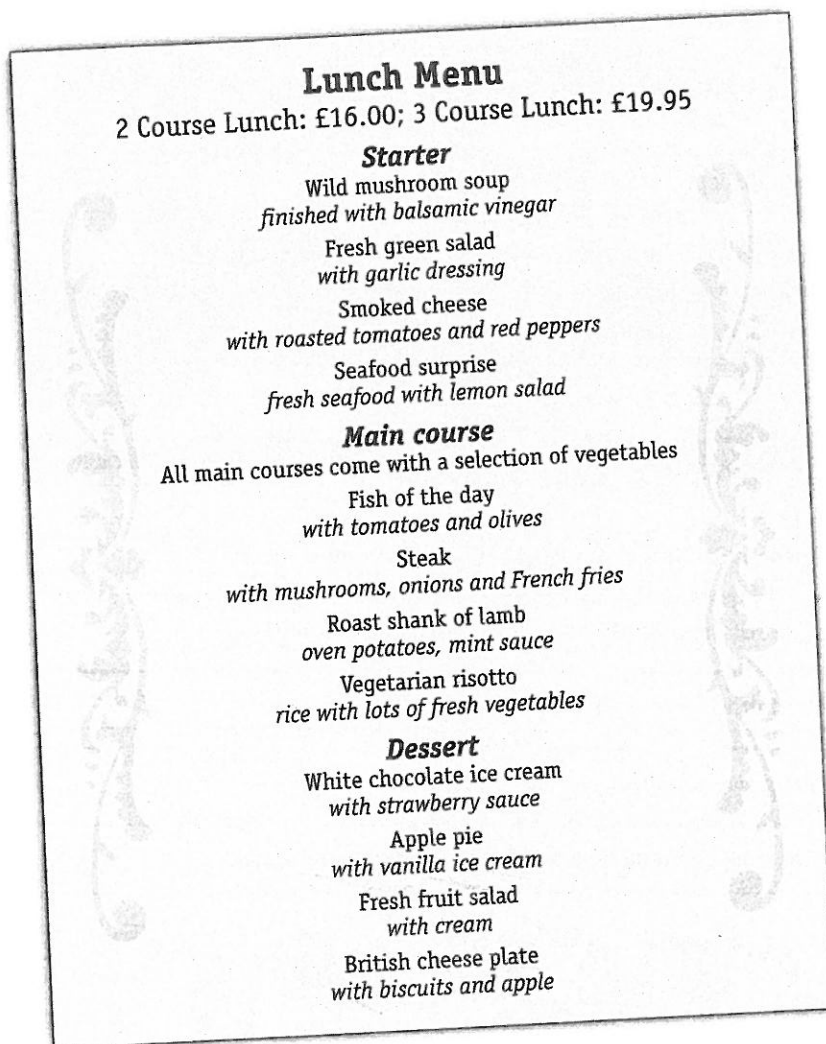 Lunch Menu
2 Course Lunch: £16.00; 3 Course Lunch: £19.95
Starter
Wild mushroom soup
finished with balsamic vinegar
Fresh green salad
with garlic dressing
Smoked cheese
with roasted tomatoes and red peppers
Seafood surprise
fresh seafood with lemon salad
Main course
All main courses come with a selection of vegetables
Fish of the day
with tomatoes and olives
Steak
with mushrooms, onions and French fries
Roast shank of lamb
oven potatoes, mint sauce
Vegetarian risotto
rice with lots of fresh vegetables
Dessert
White chocolate ice cream
with strawberry sauce
Apple pie
with vanilla ice cream
Fresh fruit salad
with cream
British cheese plate
with biscuits and apple